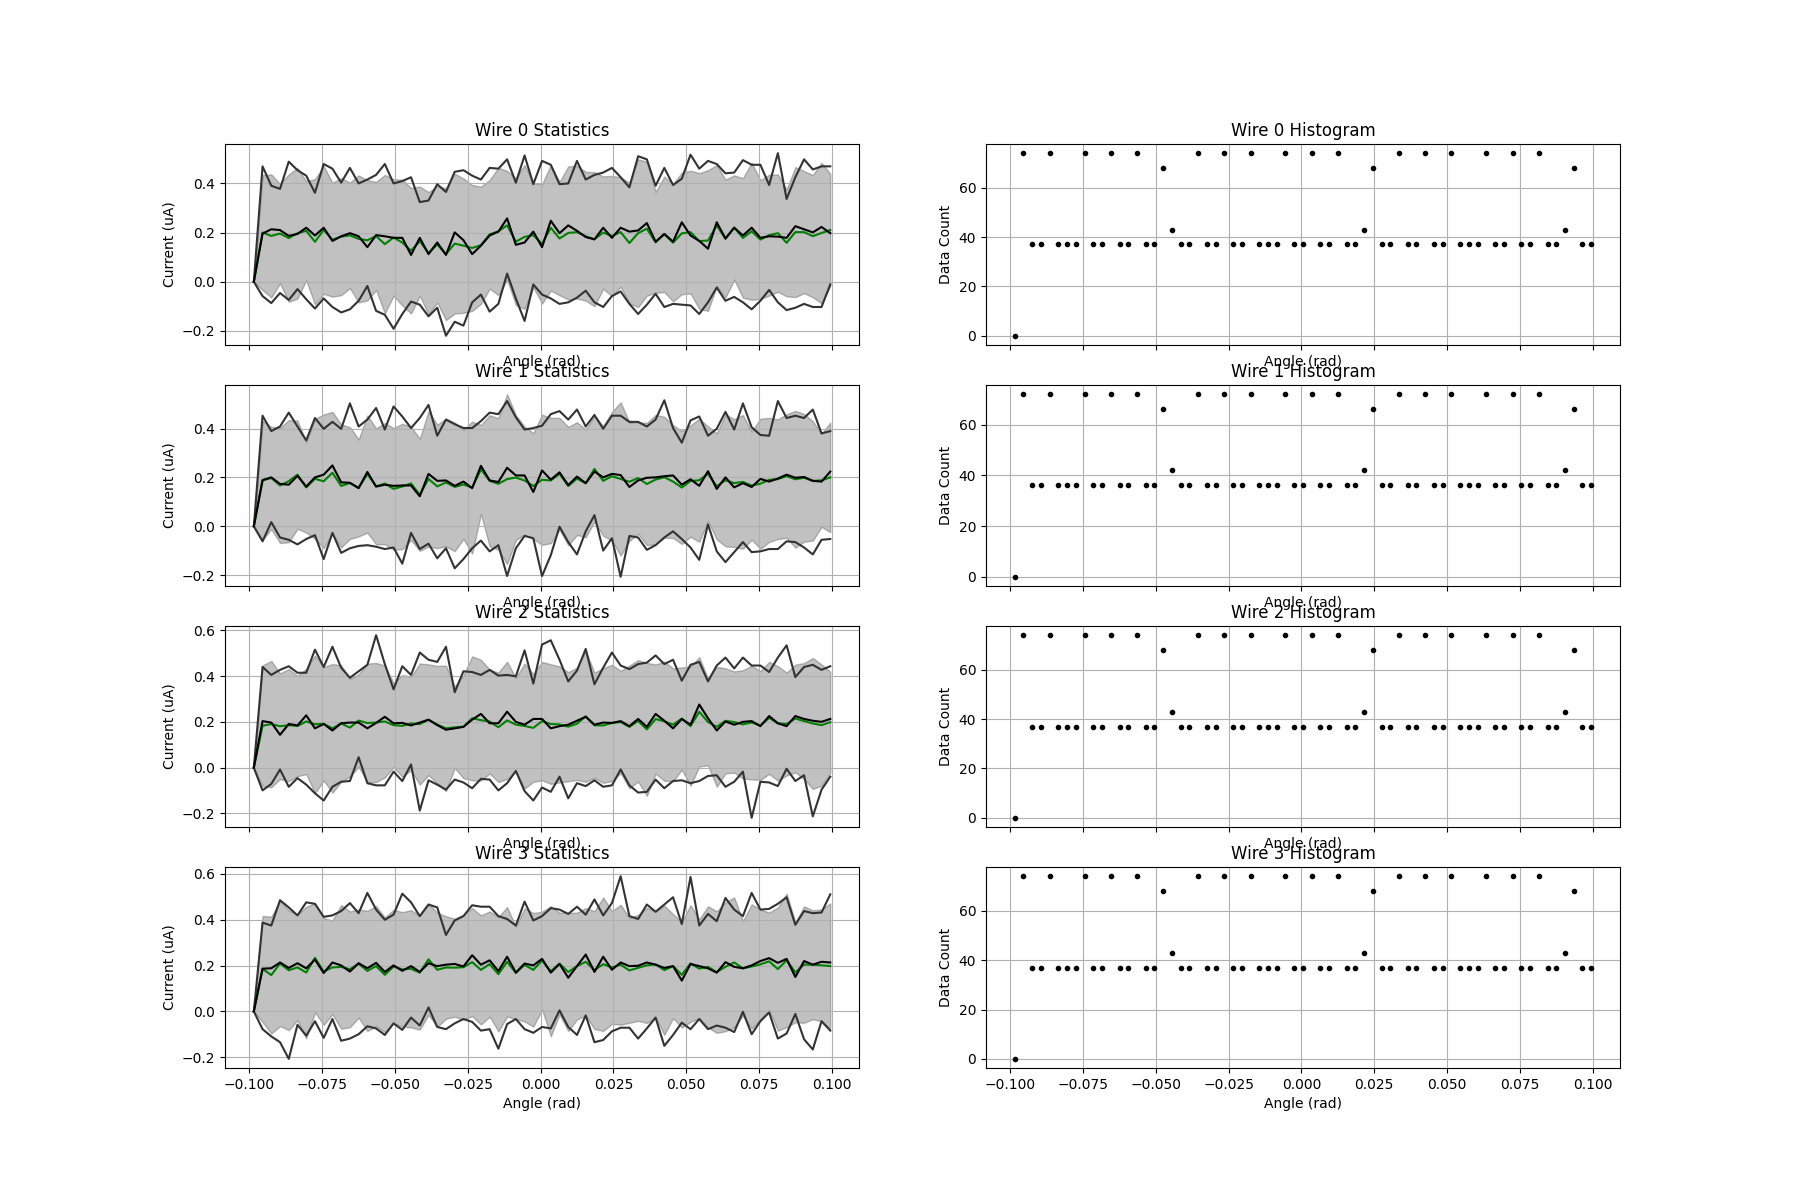 Wire 0 Statistics
Wire 0 Histogram
Current (uA)
0.4
0.2
0.0
−0.2
Angle (rad)
Data Count
60
40
20
0
Angle (rad)
Wire 1 Statistics
Wire 1 Histogram
Current (uA)
0.4
0.2
0.0
−0.2
Angle (rad)
Data Count
60
40
20
0
Angle (rad)
Wire 2 Statistics
Wire 2 Histogram
Current (uA)
0.6
0.4
0.2
0.0
−0.2
Angle (rad)
Data Count
60
40
20
0
Angle (rad)
Wire 3 Statistics
Wire 3 Histogram
Current (uA)
0.6
0.4
0.2
0.0
−0.2
−0.100 −0.075 −0.050 −0.025 0.000 0.025 0.050 0.075 0.100
Angle (rad)
Data Count
60
40
20
0
−0.100 −0.075 −0.050 −0.025 0.000 0.025 0.050 0.075 0.100
Angle (rad)